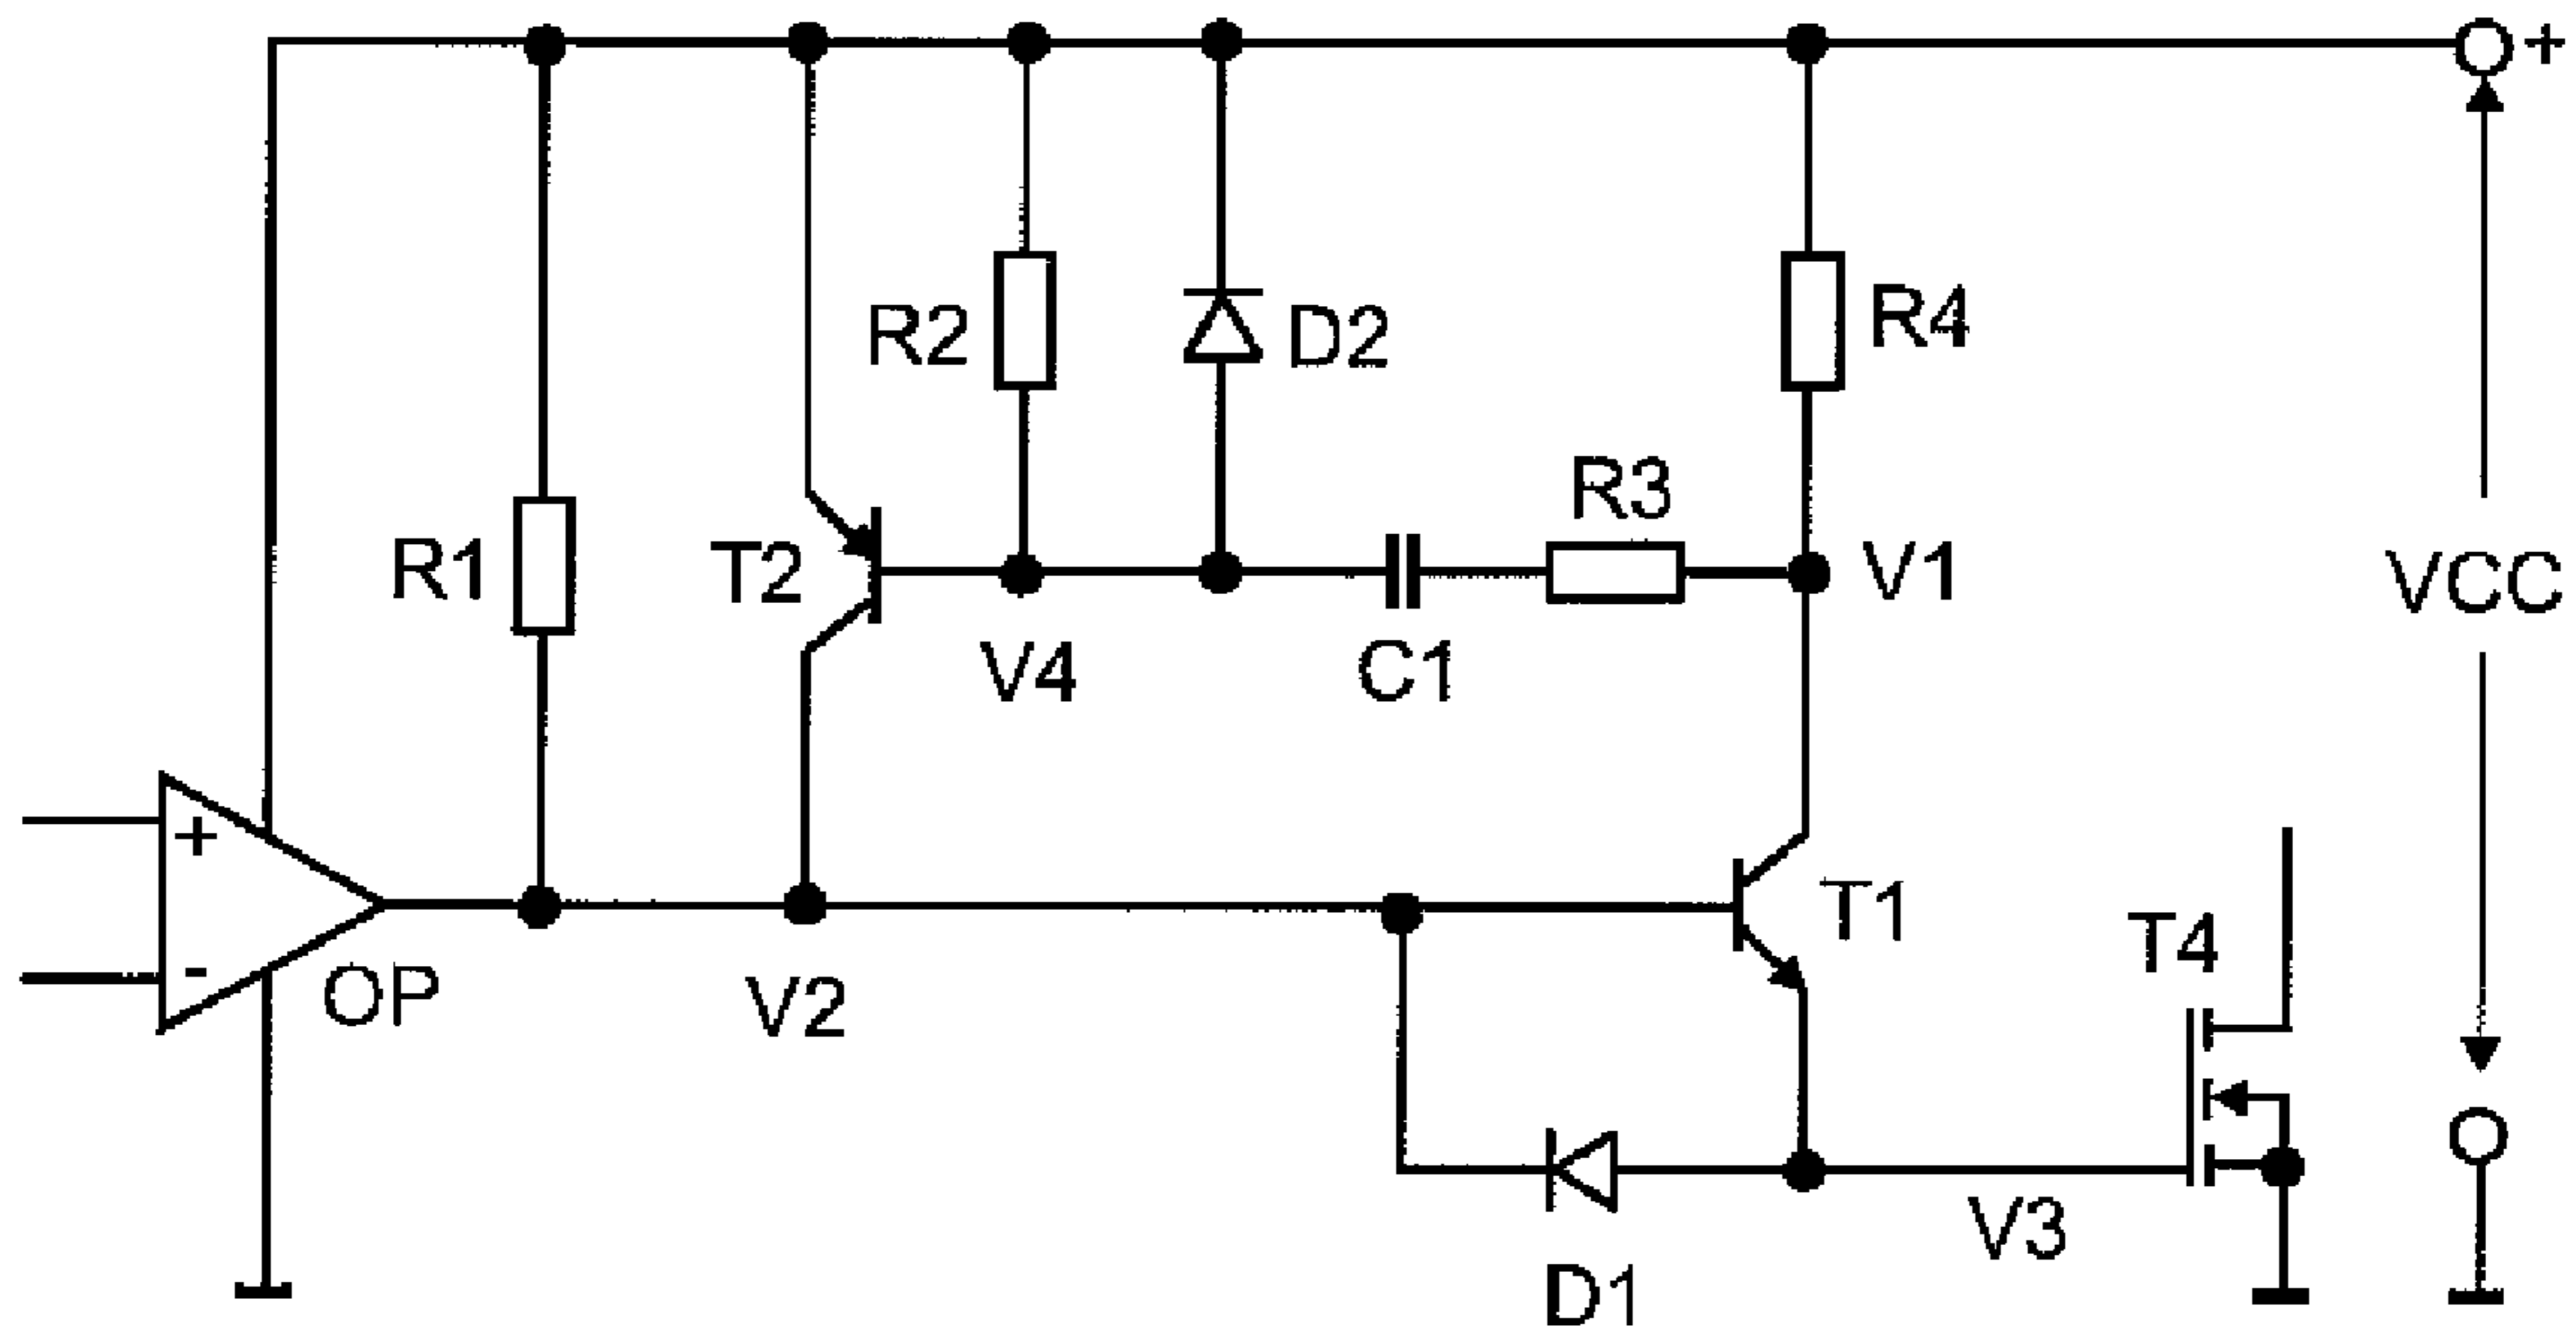 +
R2
D2
R4
R3
R1
T2
V1
VCC
V4
C1
+
-
OP
V2
T1
T4
V3
D1